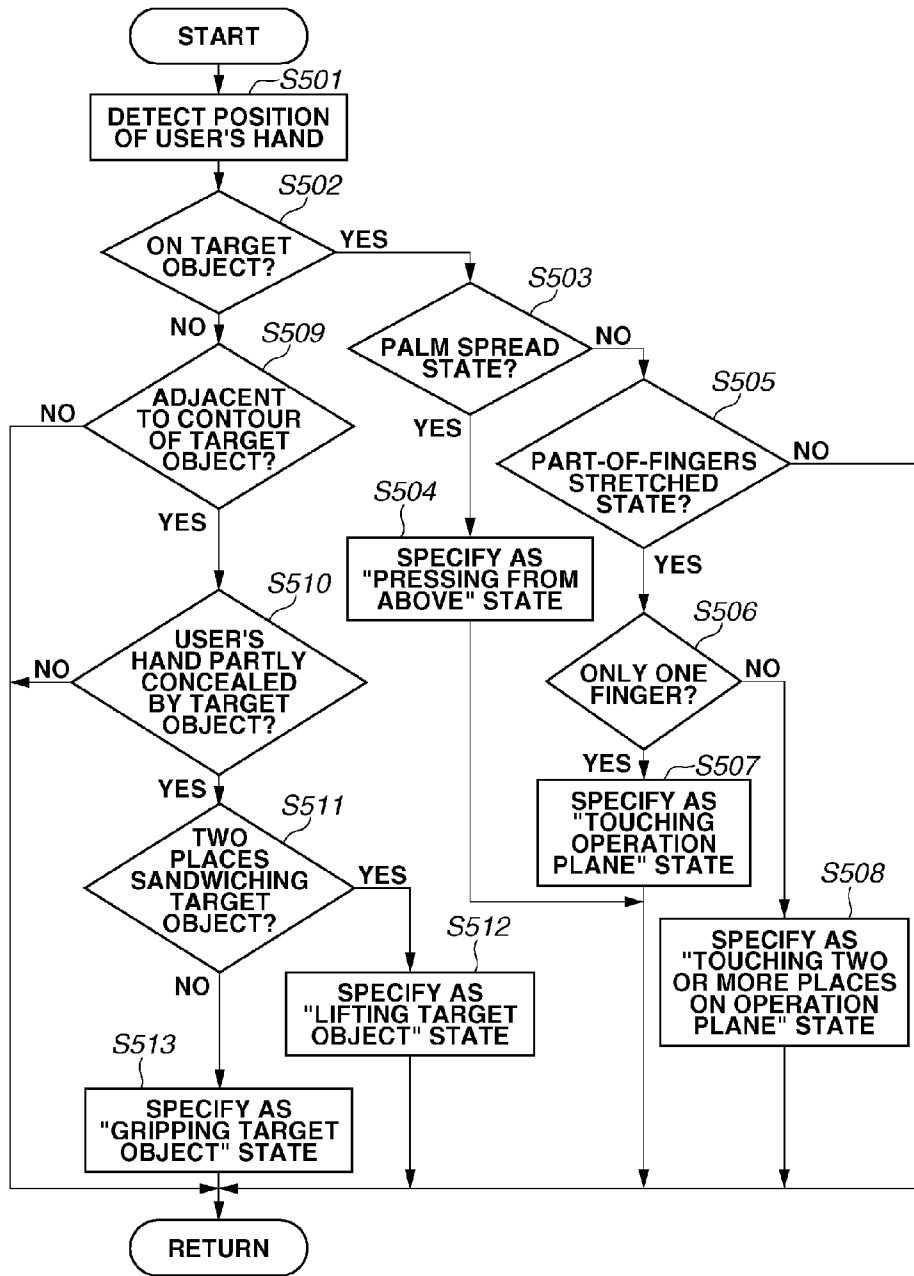 START
S501
DETECT POSITION
OF USER'S HAND
S502
ON TARGET
OBJECT?
YES
NO
S503
PALM SPREAD
STATE?
NO
YES
S504
SPECIFY AS
"PRESSING FROM
ABOVE" STATE
S505
PART-OF-FINGERS
STRETCHED
STATE?
NO
YES
S506
ONLY ONE
FINGER?
NO
YES
S507
SPECIFY AS
"TOUCHING
OPERATION
PLANE" STATE
S508
SPECIFY AS
"TOUCHING TWO
OR MORE PLACES
ON OPERATION
PLANE" STATE
S509
NO
ADJACENT
TO CONTOUR
OF TARGET
OBJECT?
YES
S510
NO
USER'S
HAND PARTLY
CONCEALED
BY TARGET
OBJECT?
YES
S511
TWO
PLACES
SANDWICHING
TARGET
OBJECT?
YES
NO
S512
SPECIFY AS
"LIFTING TARGET
OBJECT" STATE
S513
SPECIFY AS
"GRIPPING TARGET
OBJECT" STATE
RETURN